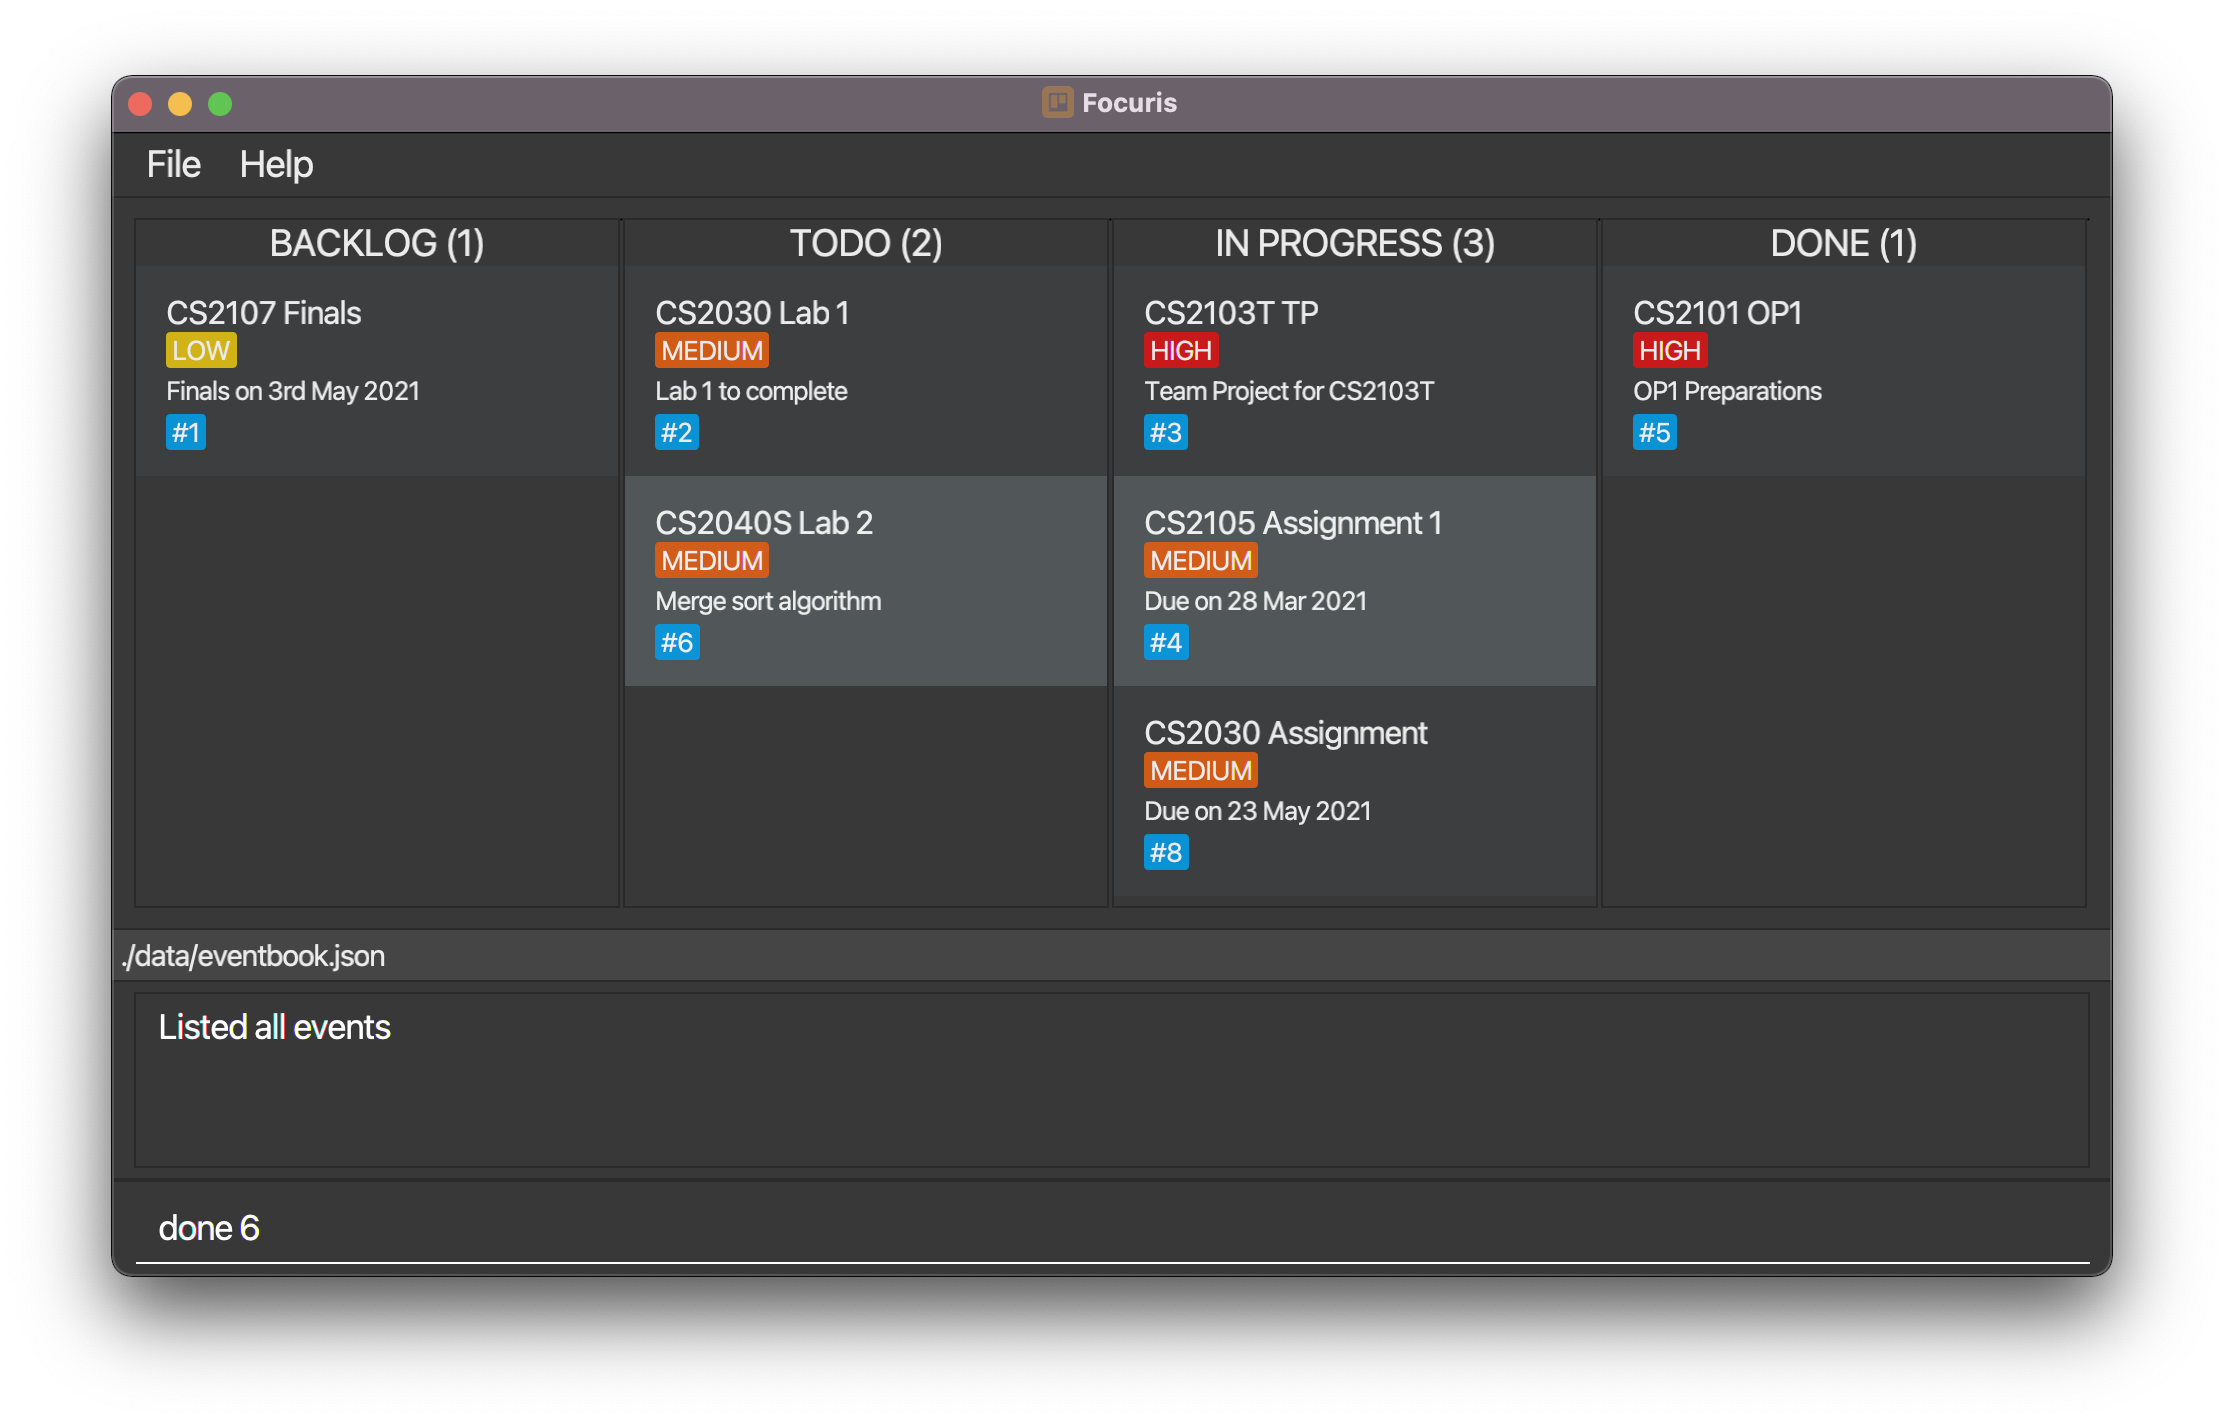 Focuris
File Help
BACKLOG (1)
CS2107 Finals
LOW
Finals on 3rd May 2021
#1
TODO (2)
CS2030 Lab 1
MEDIUM
Lab 1 to complete
#2
CS2040S Lab 2
MEDIUM
Merge sort algorithm
#6
IN PROGRESS (3)
CS2103T TP
HIGH
Team Project for CS2103T
#3
CS2105 Assignment 1
MEDIUM
Due on 28 Mar 2021
#4
CS2030 Assignment
MEDIUM
Due on 23 May 2021
#8
DONE (1)
CS2101 OP1
HIGH
OP1 Preparations
#5
./data/eventbook.json
Listed all events
done 6